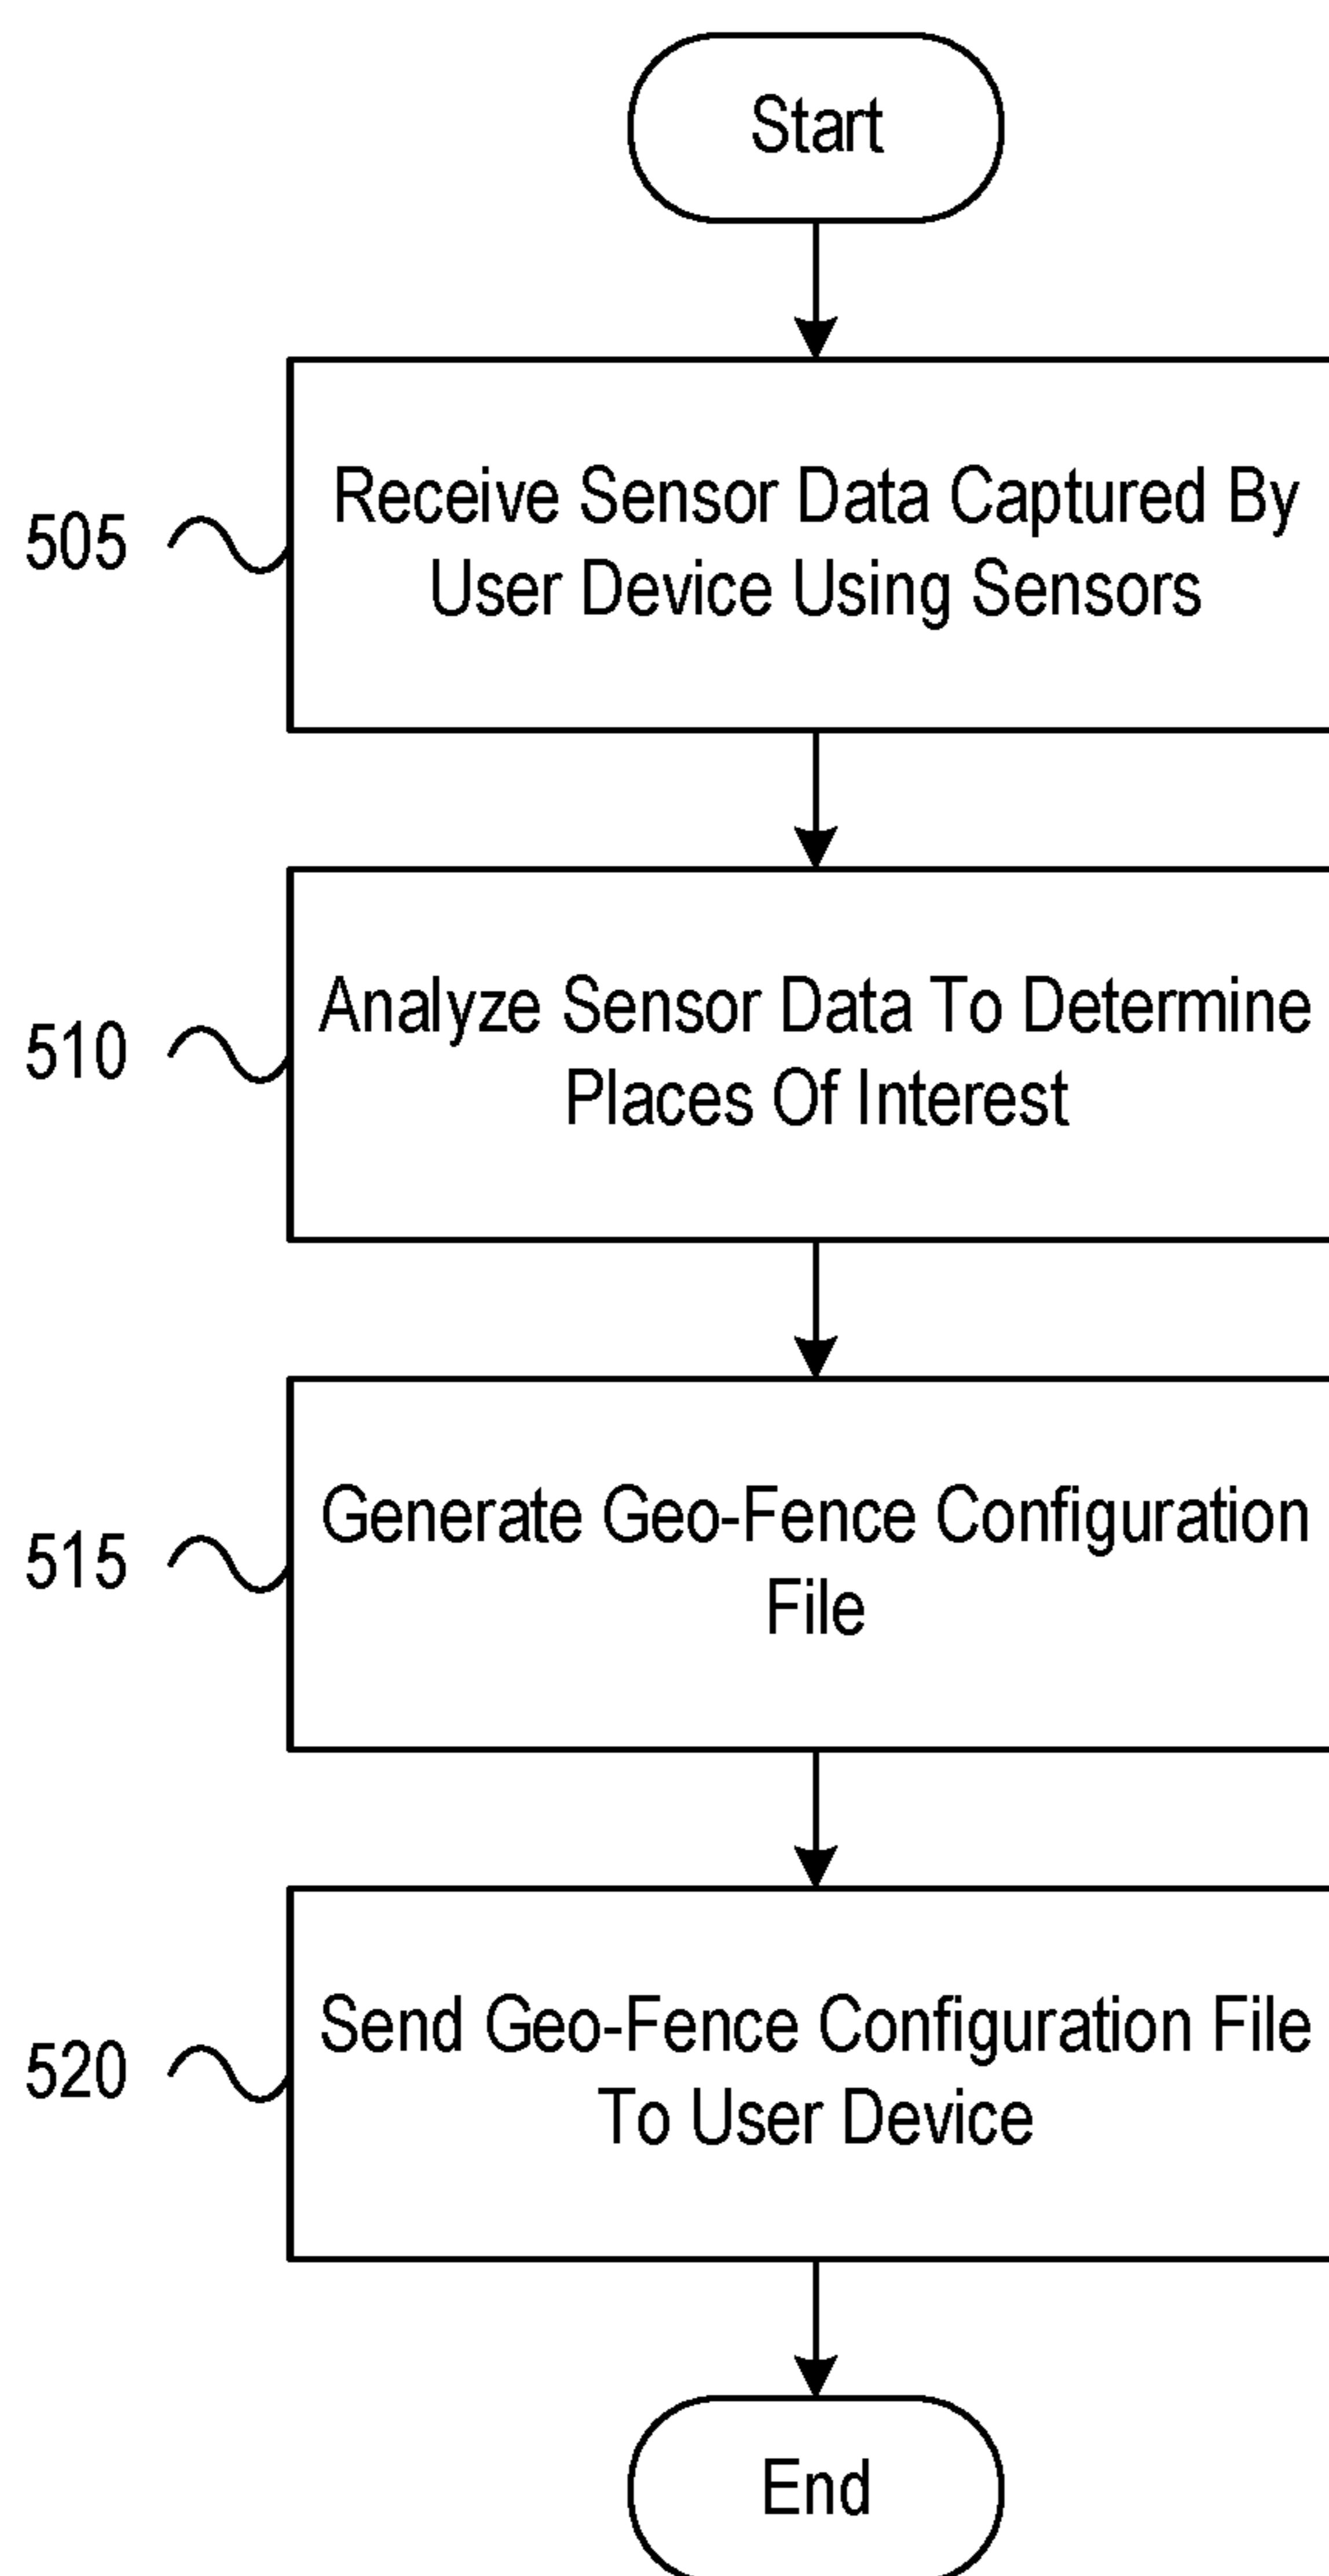 Start
505
Receive Sensor Data Captured By
User Device Using Sensors
510
Analyze Sensor Data To Determine
Places Of Interest
515
Generate Geo-Fence Configuration
File
520
Send Geo-Fence Configuration File
To User Device
End